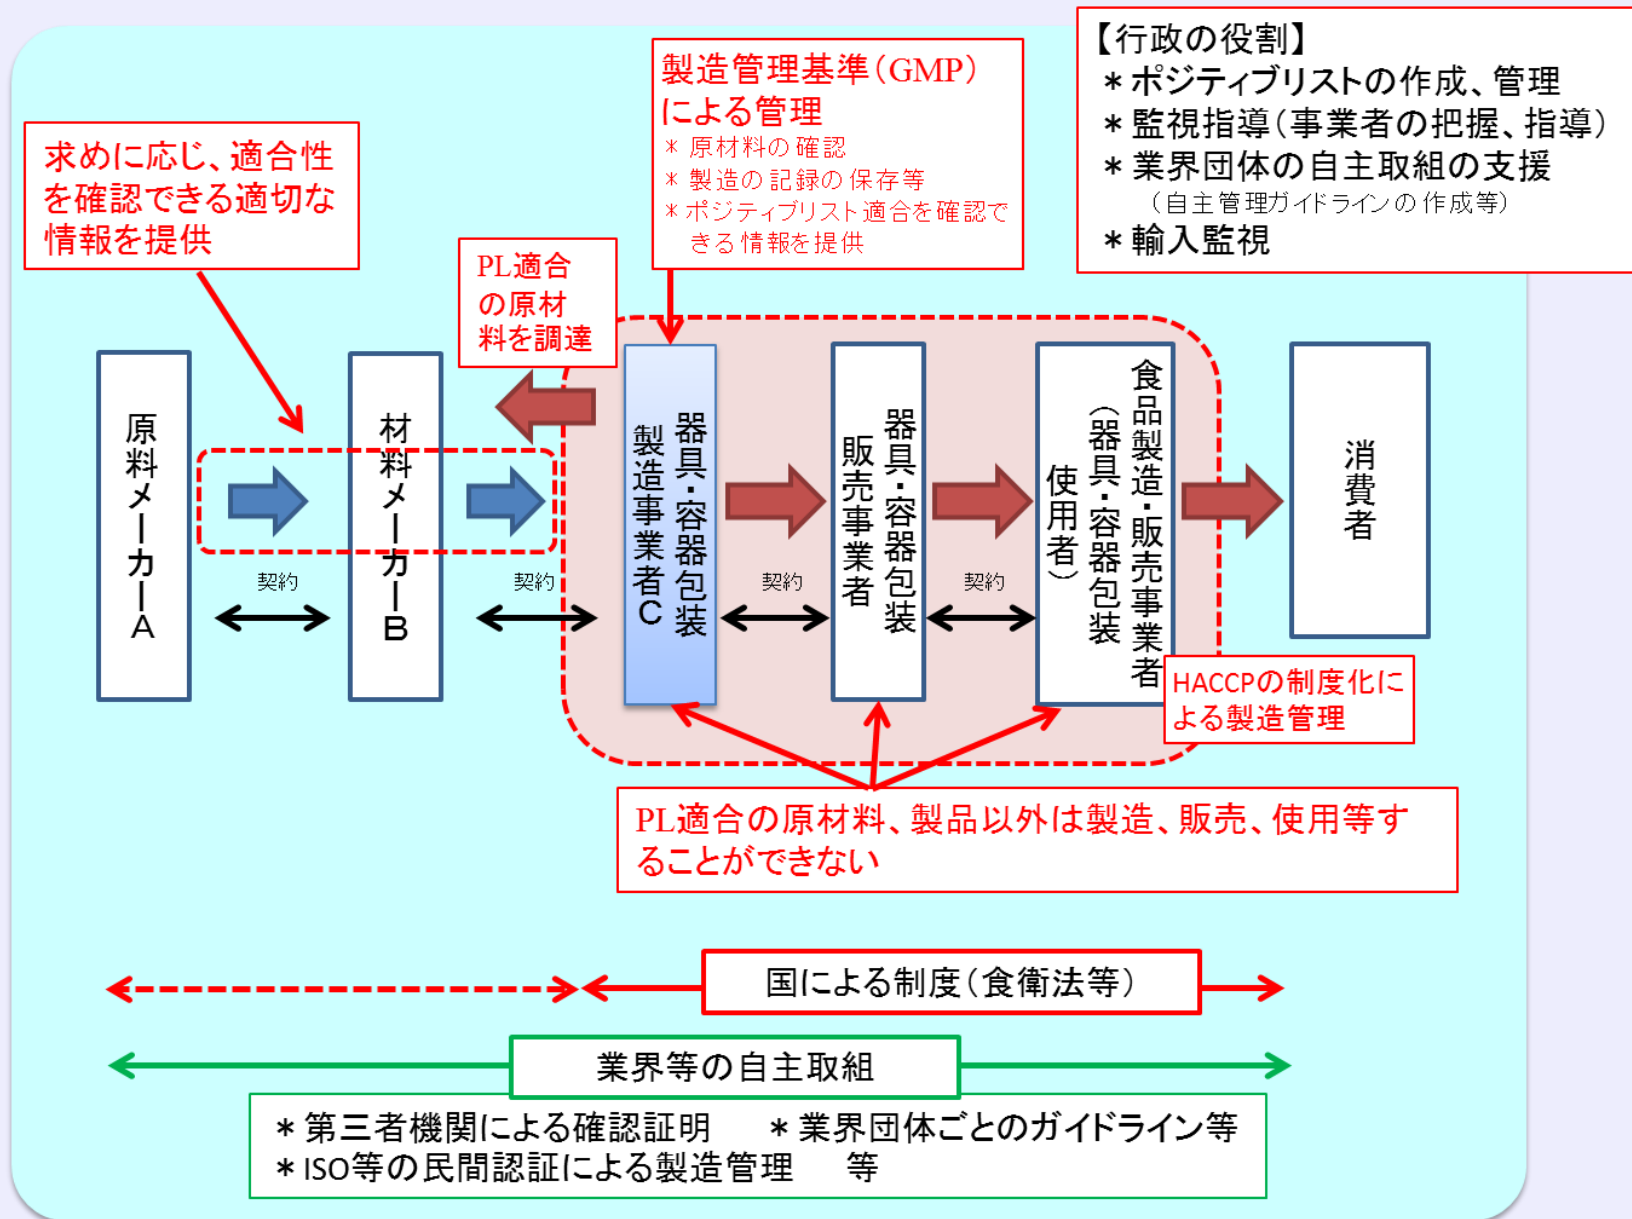 【行政の役割】
＊ポジティブリストの作成、管理
＊監視指導（事業者の把握、指導）
＊業界団体の自主取組の支援
（自主管理ガイドラインの作成等）
＊輸入監視
製造管理基準（GMP）
による管理
＊原材料の確認
＊製造の記録の保存等
＊ポジティブリスト適合を確認で
きる情報を提供
求めに応じ、適合性
を確認できる適切な
情報を提供
PL適合
の原材
料を調達
原料メーカーA
材料メーカーB
器具・容器包装
製造事業者C
器具・容器包装
販売事業者
食品製造・販売事業者
（器具・容器包装
使用者）
消費者
契約
契約
契約
契約
HACCPの制度化に
よる製造管理
PL適合の原材料、製品以外は製造、販売、使用等す
ることができない
国による制度（食衛法等）
業界等の自主取組
＊第三者機関による確認証明　＊業界団体ごとのガイドライン等
＊ISO等の民間認証による製造管理　等